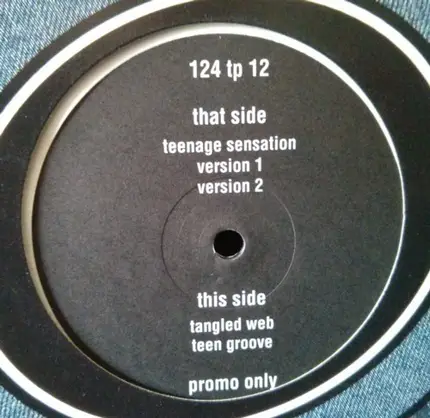 124 tp 12
that side
teenage sensation
version 1
version 2
this side
tangled web
teen groove
promo only